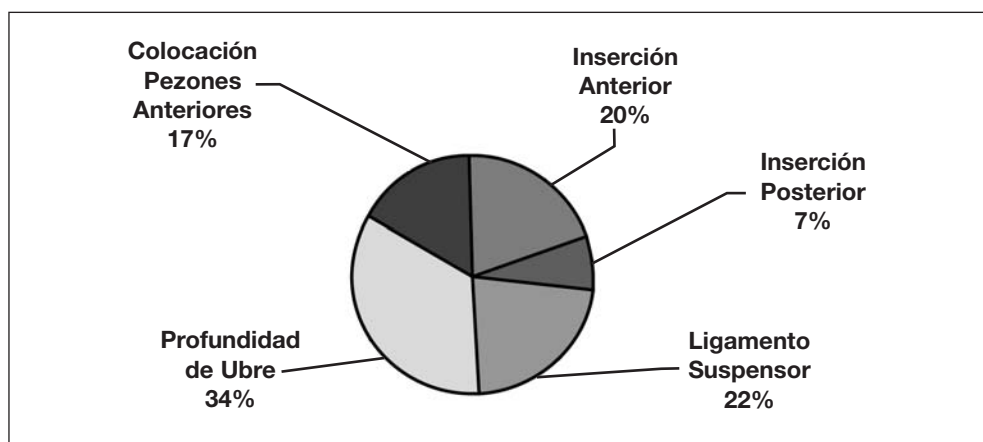 Colocación
Pezones
Anteriores
17%
Inserción
Anterior
20%
Inserción
Posterior
7%
Profundidad
de Ubre
34%
Ligamento
Suspensor
22%